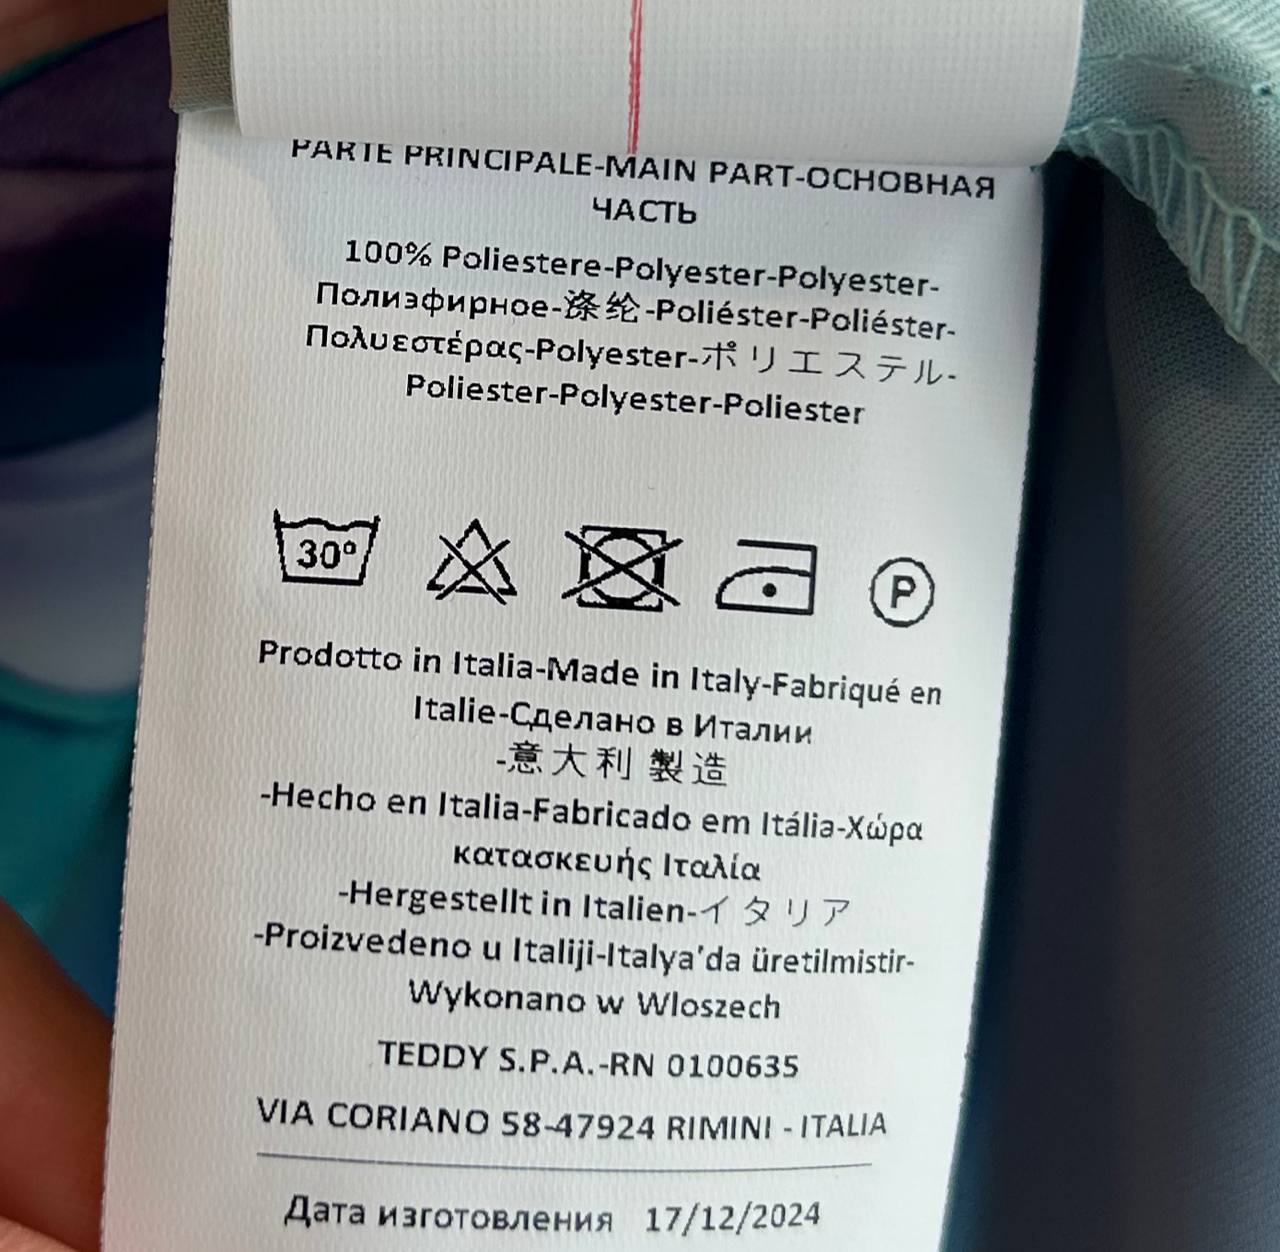 PARTE PRINCIPALE-MAIN PART-ОСНОВНАЯ
ЧАСТЬ
100% Poliestere-Polyester-Polyester-
Полиэфирное-涤纶-Poliéster-Poliéster-
Πολυεστέρας-Polyester-ポリエステル-
Poliester-Polyester-Poliester
30°
P
Prodotto in Italia-Made in Italy-Fabriqué en
Italie-Сделано в Италии
-意大利 製造
-Hecho en Italia-Fabricado em Itália-Χώρα
κατασκευής Ιταλία
-Hergestellt in Italien-イタリア
-Proizvedeno u Italiji-Italya'da üretilmistir-
Wykonano w Wloszech
TEDDY S.P.A.-RN 0100635
VIA CORIANO 58-47924 RIMINI - ITALIA
Дата изготовления 17/12/2024